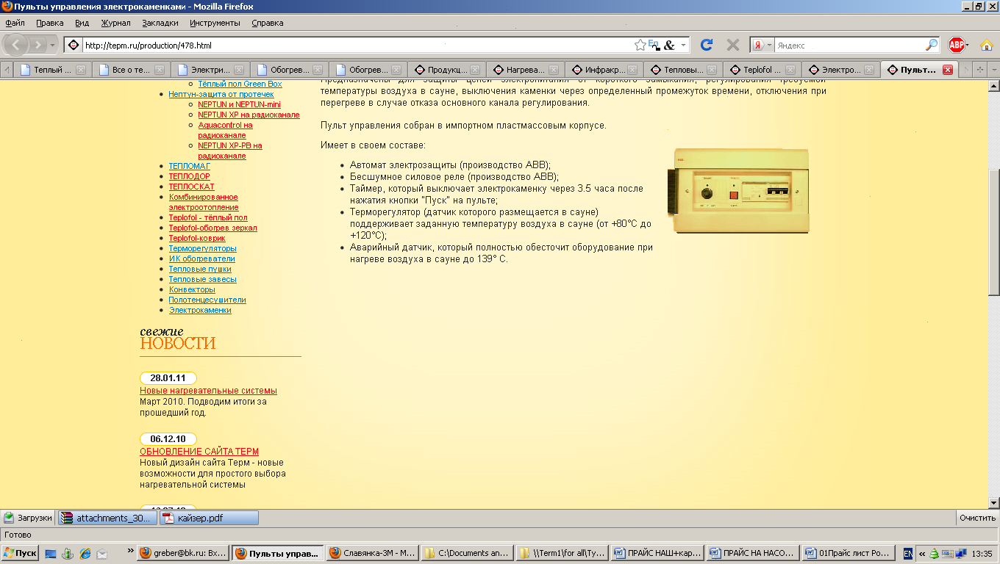 Пульты управления электрокаменками - Mozilla Firefox
Файл Правка Вид Журнал Закладки Инструменты Справка
http://tepm.ru/production/478.html
Яндекс
ABP
Теплый ...
Все о те...
Электри...
Обогрев...
Обогрев...
Продукц...
Нагрева...
Инфракр...
Тепловы...
Teplofol ...
Электро...
Пульт...
Тёплый пол Green Box
Нептун-защита от протечек
NEPTUN и NEPTUN-mini
NEPTUN XP на радиоканале
Aquacontrol на
радиоканале
NEPTUN XP-PB на
радиоканале
ТЕПЛОМАГ
ТЕПЛОДОР
ТЕПЛОСКАТ
Комбинированное
электроотопление
Teplofol - тёплый пол
Teplofol-обогрев зеркал
Teplofol-коврик
Терморегуляторы
ИК обогреватели
Тепловые пушки
Тепловые завесы
Конвекторы
Полотенцесушители
Электрокаменки
свежие
НОВОСТИ
28.01.11
Новые нагревательные системы
Март 2010. Подводим итоги за
прошедший год.
06.12.10
ОБНОВЛЕНИЕ САЙТА ТЕРМ
Новый дизайн сайта Терм - новые
возможности для простого выбора
нагревательной системы
Предназначены для защиты цепей электропитания от короткого замыкания, регулирования требуемой
температуры воздуха в сауне, выключения каменки через определенный промежуток времени, отключения при
перегреве в случае отказа основного канала регулирования.
Пульт управления собран в импортном пластмассовом корпусе.
Имеет в своем составе:
Автомат электрозащиты (производство ABB);
Бесшумное силовое реле (производство ABB);
Таймер, который выключает электрокаменку через 3.5 часа после
нажатия кнопки "Пуск" на пульте;
Терморегулятор (датчик которого размещается в сауне)
поддерживает заданную температуру воздуха в сауне (от +80°С до
+120°С);
Аварийный датчик, который полностью обесточит оборудование при
нагреве воздуха в сауне до 139° С.
Загрузки
attachments_30...
кайзер.pdf
Очистить
Готово
Пуск
greber@bk.ru: Вх...
Пульты управ...
Славянка-3М - М...
C:\Documents an...
\\Term1\for all\Ту...
ПРАЙС НАШ+кар...
ПРАЙС НА НАСО...
01Прайс лист Ро...
EN
13:35